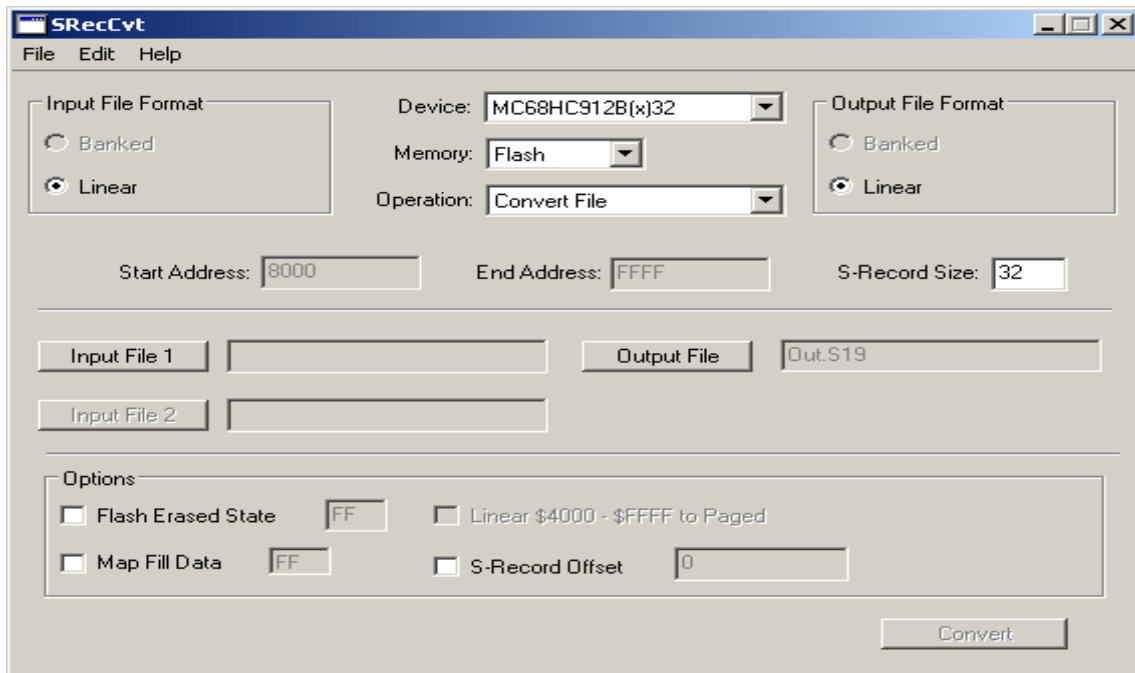 SRecCvt
File Edit Help
Input File Format
Banked
Linear
Device: MC68HC912B(x)32
Memory: Flash
Operation: Convert File
Output File Format
Banked
Linear
Start Address: 8000 End Address: FFFF S-Record Size: 32
Input File 1 Output File Out.S19
Input File 2
Options
Flash Erased State FF Linear $4000 - $FFFF to Paged
Map Fill Data FF S-Record Offset 0
Convert